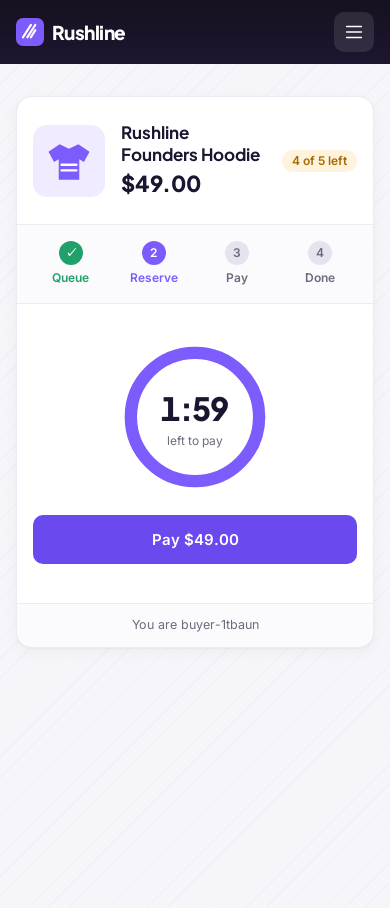 Rushline
Rushline
Founders Hoodie
$49.00
4 of 5 left
✓ 2 3 4
Queue Reserve Pay Done
1:59
left to pay
Pay $49.00
You are buyer-1tbaun